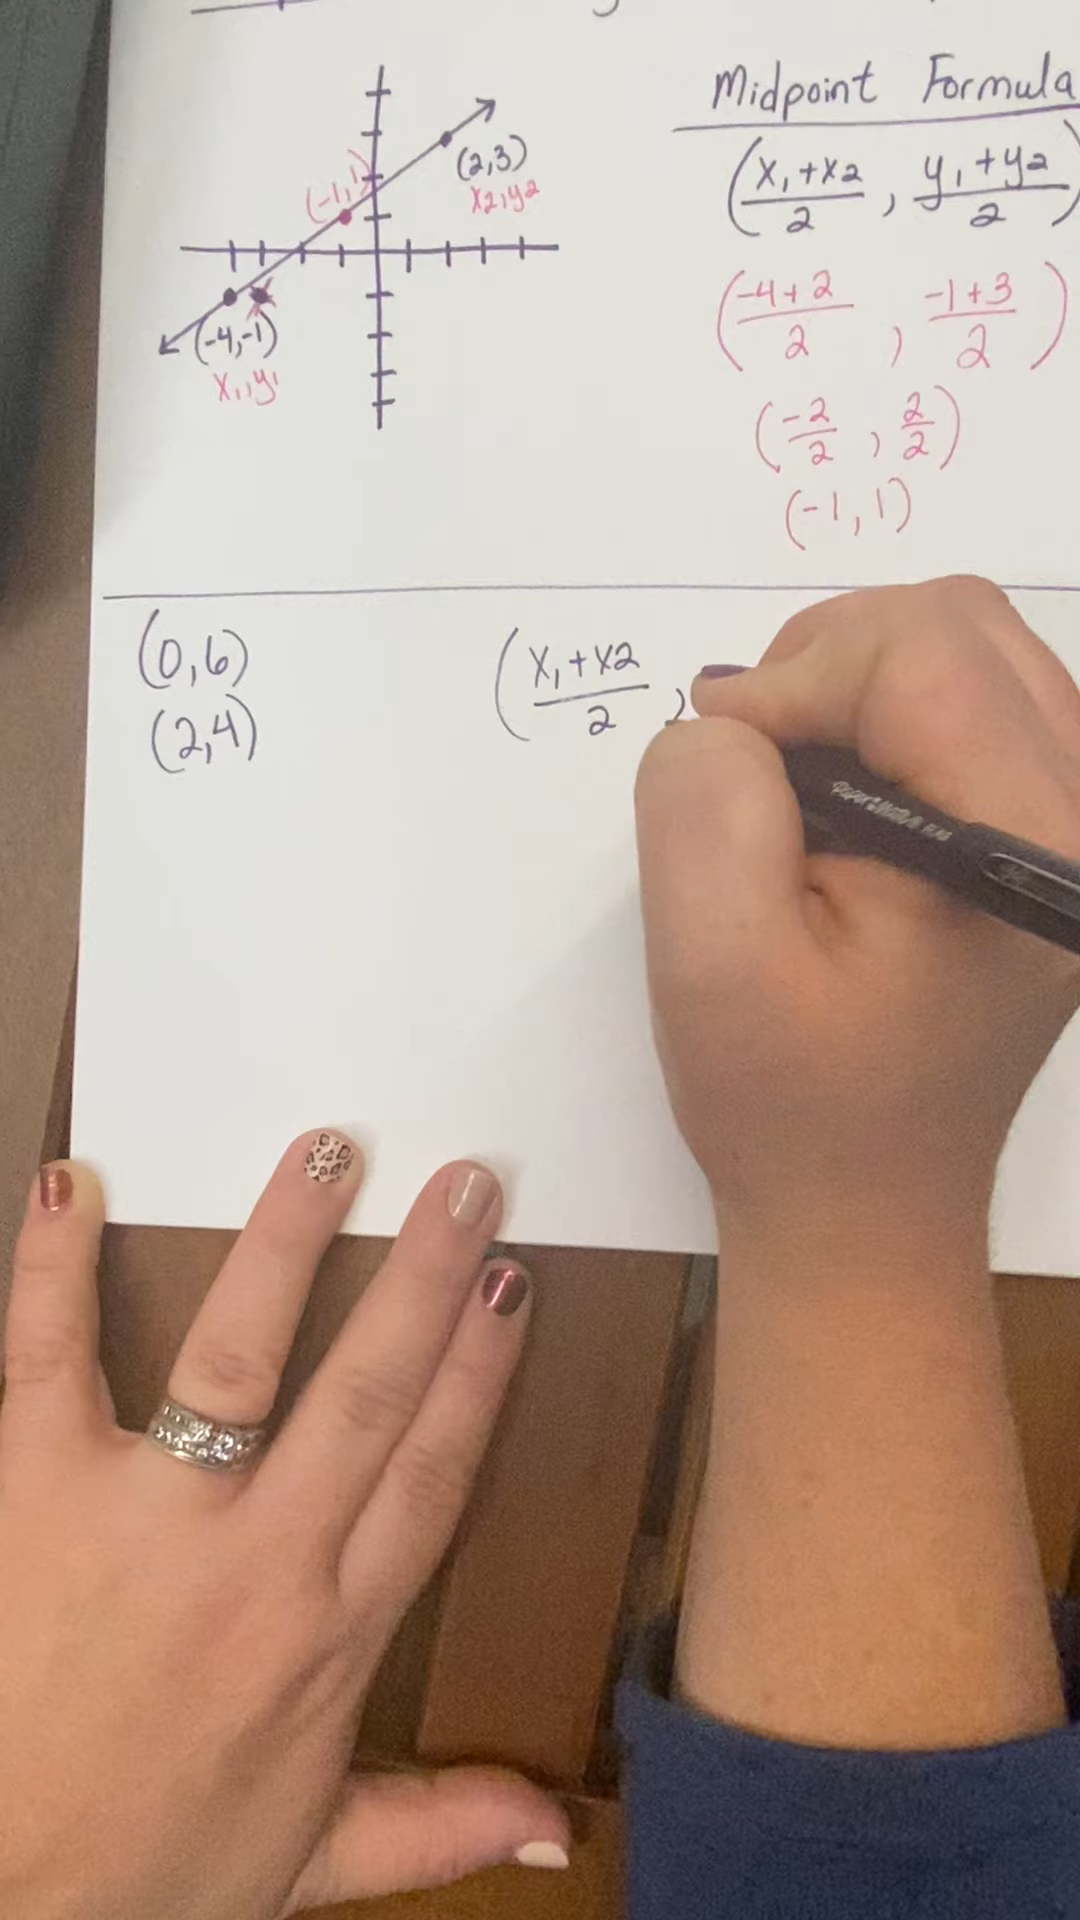 Midpoint Formula
(x₁+x2/2, y₁+y2/2)
(2,3)
x2,y2
(-1,1)
(-4,-1)
x₁,y₁
(-4+2/2, -1+3/2)
(-2/2, 2/2)
(-1,1)
(0,6)
(2,4)
(x₁+x2/2,